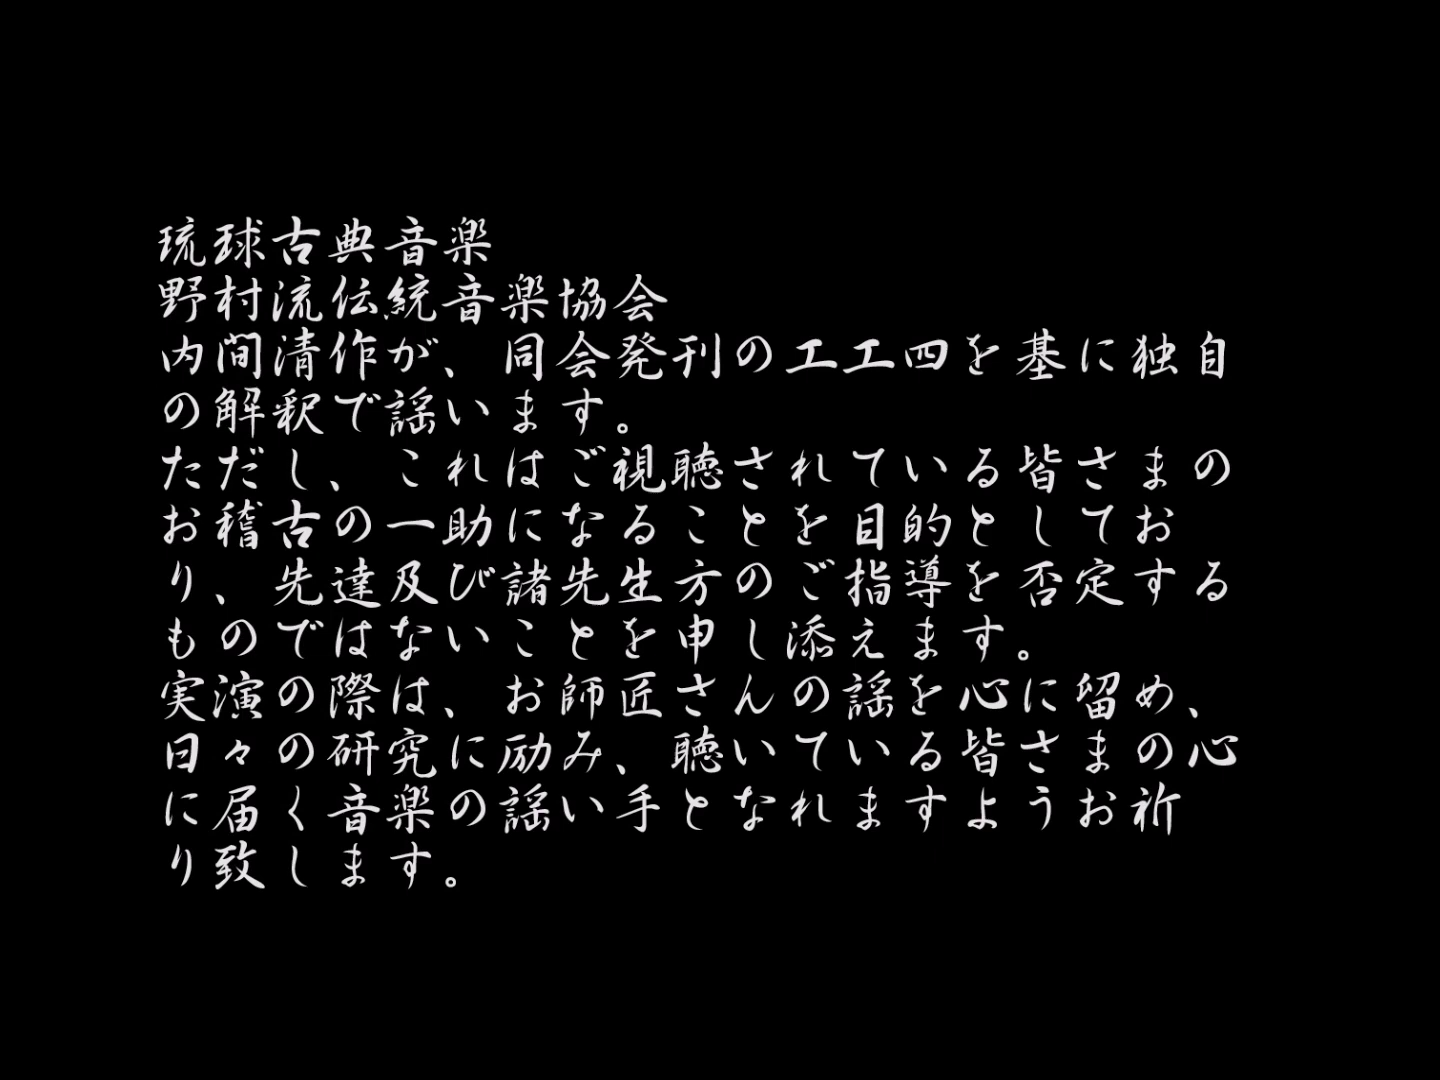 琉球古典音楽
野村流伝統音楽協会
内間清作が、同会発刊の工工四を基に独自
の解釈で謡います。
ただし、これはご視聴されている皆さまの
お稽古の一助になることを目的としてお
り、先達及び諸先生方のご指導を否定する
ものではないことを申し添えます。
実演の際は、お師匠さんの謡を心に留め、
日々の研究に励み、聴いている皆さまの心
に届く音楽の謡い手となれますようお祈
り致します。